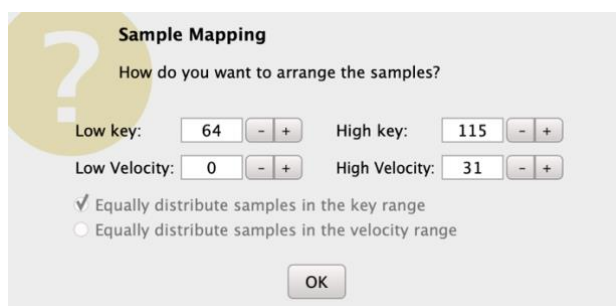 ?
Sample Mapping
How do you want to arrange the samples?
Low key: 64 - + High key: 115 - +
Low Velocity: 0 - + High Velocity: 31 - +
Equally distribute samples in the key range
Equally distribute samples in the velocity range
OK